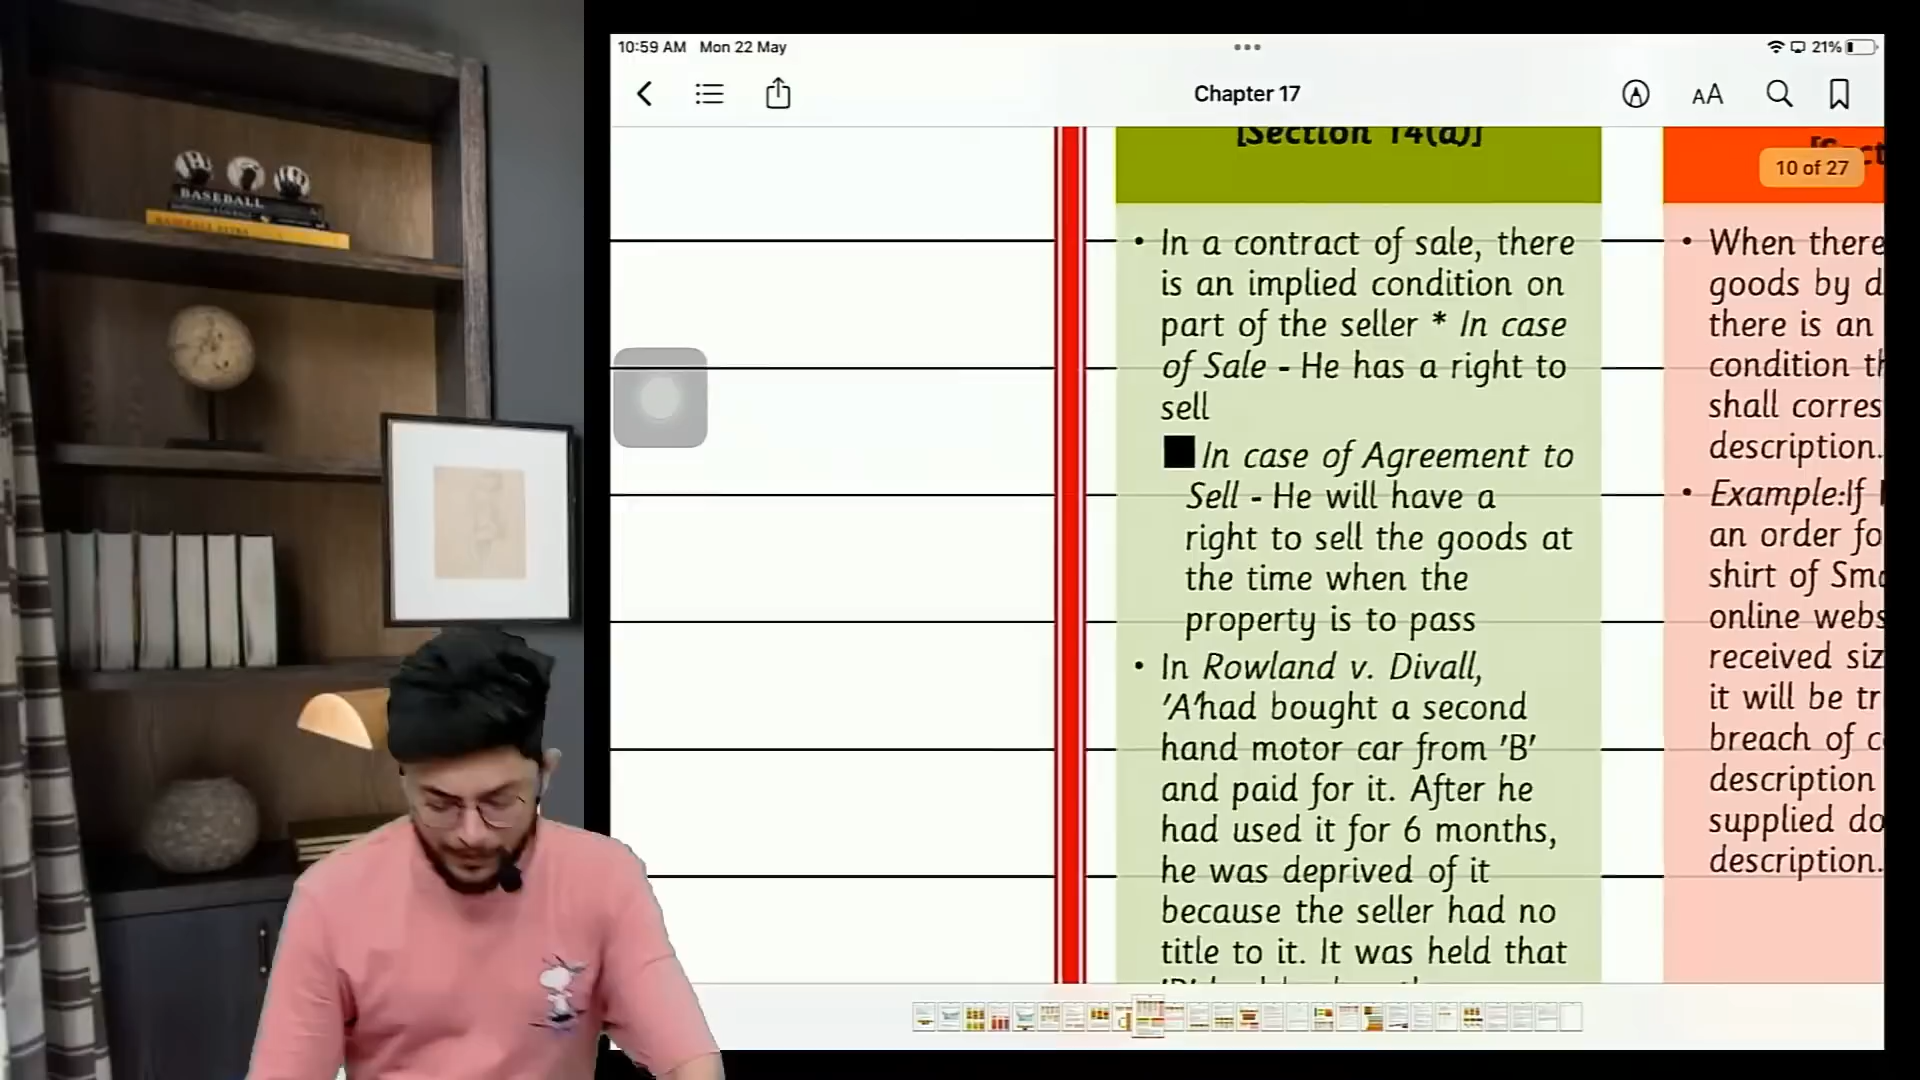 10:59 AM Mon 22 May
21%
Chapter 17
AA
[Section 14(a)]
10 of 27
• In a contract of sale, there
is an implied condition on
part of the seller * In case
of Sale - He has a right to
sell
In case of Agreement to
Sell - He will have a
right to sell the goods at
the time when the
property is to pass
• In Rowland v. Divall,
'A'had bought a second
hand motor car from 'B'
and paid for it. After he
had used it for 6 months,
he was deprived of it
because the seller had no
title to it. It was held that
• When there
goods by d
there is an
condition th
shall corres
description.
• Example:If
an order fo
shirt of Sma
online webs
received siz
it will be tr
breach of c
description
supplied do
description.
BASEBALL